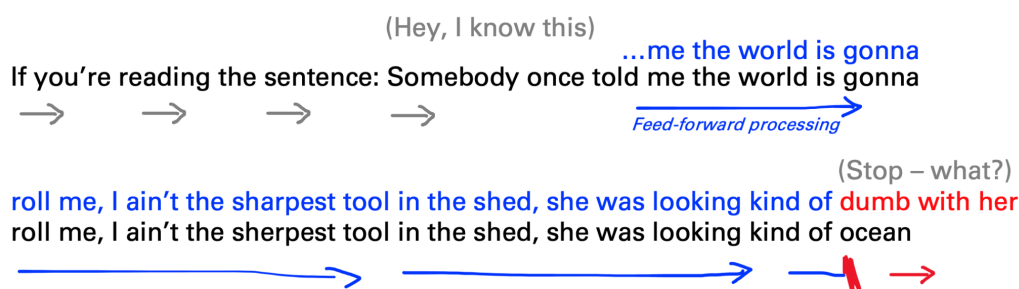 (Hey, I know this)
...me the world is gonna
If you're reading the sentence: Somebody once told me the world is gonna
Feed-forward processing
(Stop – what?)
roll me, I ain't the sharpest tool in the shed, she was looking kind of dumb with her
roll me, I ain't the sherpest tool in the shed, she was looking kind of ocean